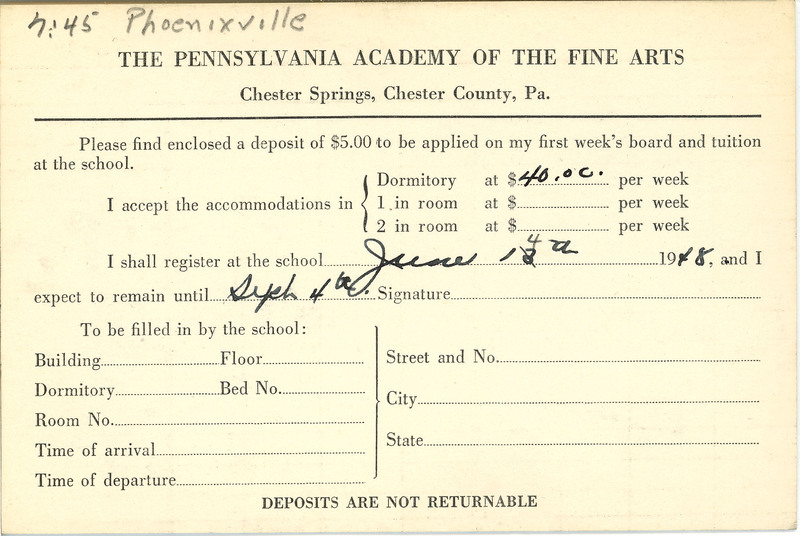 7:45 Phoenixville
THE PENNSYLVANIA ACADEMY OF THE FINE ARTS
Chester Springs, Chester County, Pa.
Please find enclosed a deposit of $5.00 to be applied on my first week's board and tuition
at the school.
I accept the accommodations in
Dormitory at $40.00. per week
1 in room at $ per week
2 in room at $ per week
I shall register at the school June 14th 1948, and I
expect to remain until Sept 4th. Signature
To be filled in by the school:
Building Floor
Dormitory Bed No.
Room No.
Time of arrival
Time of departure
Street and No.
City
State
DEPOSITS ARE NOT RETURNABLE